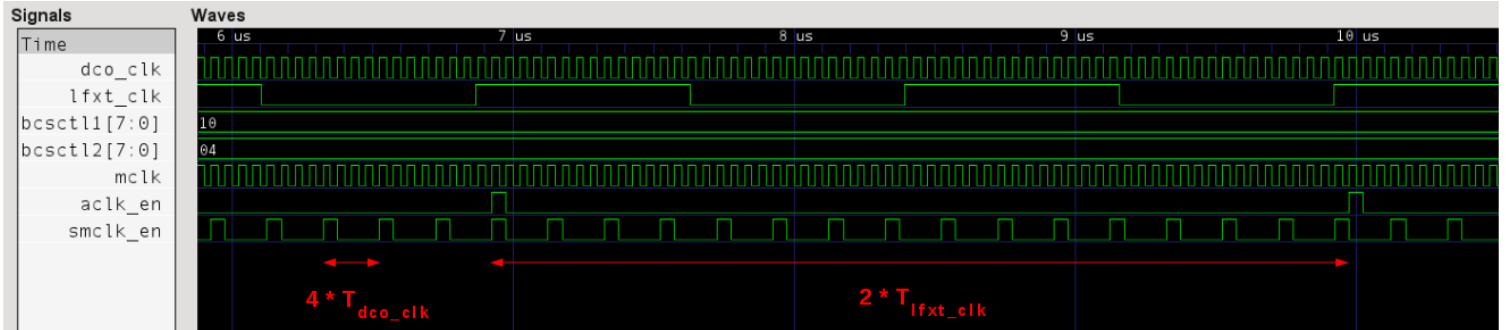 Signals
Waves
Time
6 us
7 us
8 us
9 us
10 us
dco_clk
lfxt_clk
bcsctl1[7:0]
10
bcsctl2[7:0]
04
mclk
aclk_en
smclk_en
4 * Tdco_clk
2 * Tlfxt_clk